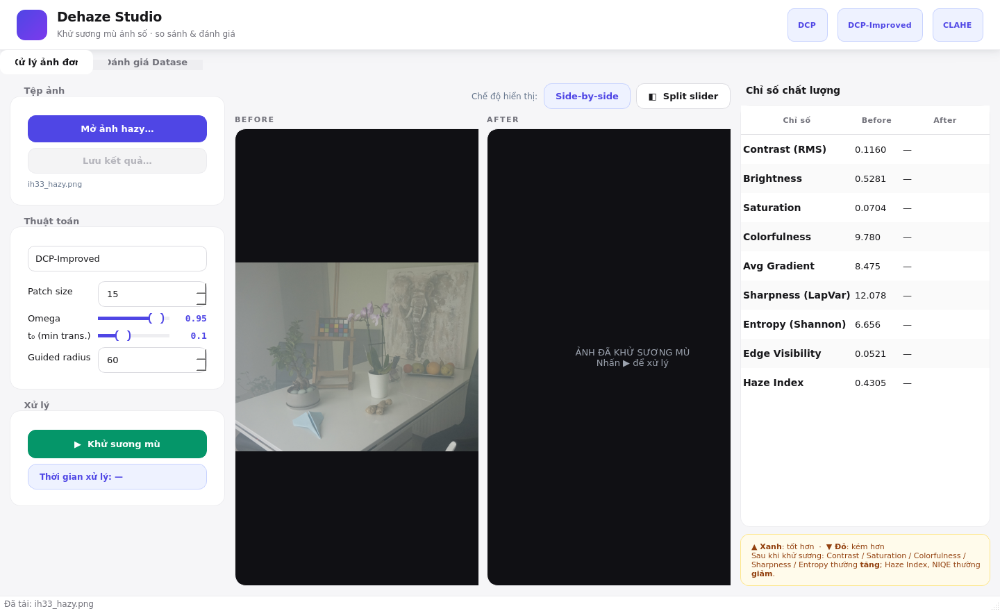 Dehaze Studio
Khử sương mù ảnh số · so sánh & đánh giá
DCP
DCP-Improved
CLAHE
Xử lý ảnh đơn
Đánh giá Datase
Tệp ảnh
Mở ảnh hazy…
Lưu kết quả…
ih33_hazy.png
Thuật toán
DCP-Improved
Patch size
15
Omega
0.95
t₀ (min trans.)
0.1
Guided radius
60
Xử lý
▶ Khử sương mù
Thời gian xử lý: —
Chế độ hiển thị:
Side-by-side
◧ Split slider
BEFORE
AFTER
ẢNH ĐÃ KHỬ SƯƠNG MÙ
Nhấn ▶ để xử lý
Chỉ số chất lượng
Chỉ số Before After
Contrast (RMS) 0.1160 —
Brightness 0.5281 —
Saturation 0.0704 —
Colorfulness 9.780 —
Avg Gradient 8.475 —
Sharpness (LapVar) 12.078 —
Entropy (Shannon) 6.656 —
Edge Visibility 0.0521 —
Haze Index 0.4305 —
▲ Xanh: tốt hơn · ▼ Đỏ: kém hơn
Sau khi khử sương: Contrast / Saturation / Colorfulness /
Sharpness / Entropy thường tăng; Haze Index, NIQE thường
giảm.
Đã tải: ih33_hazy.png